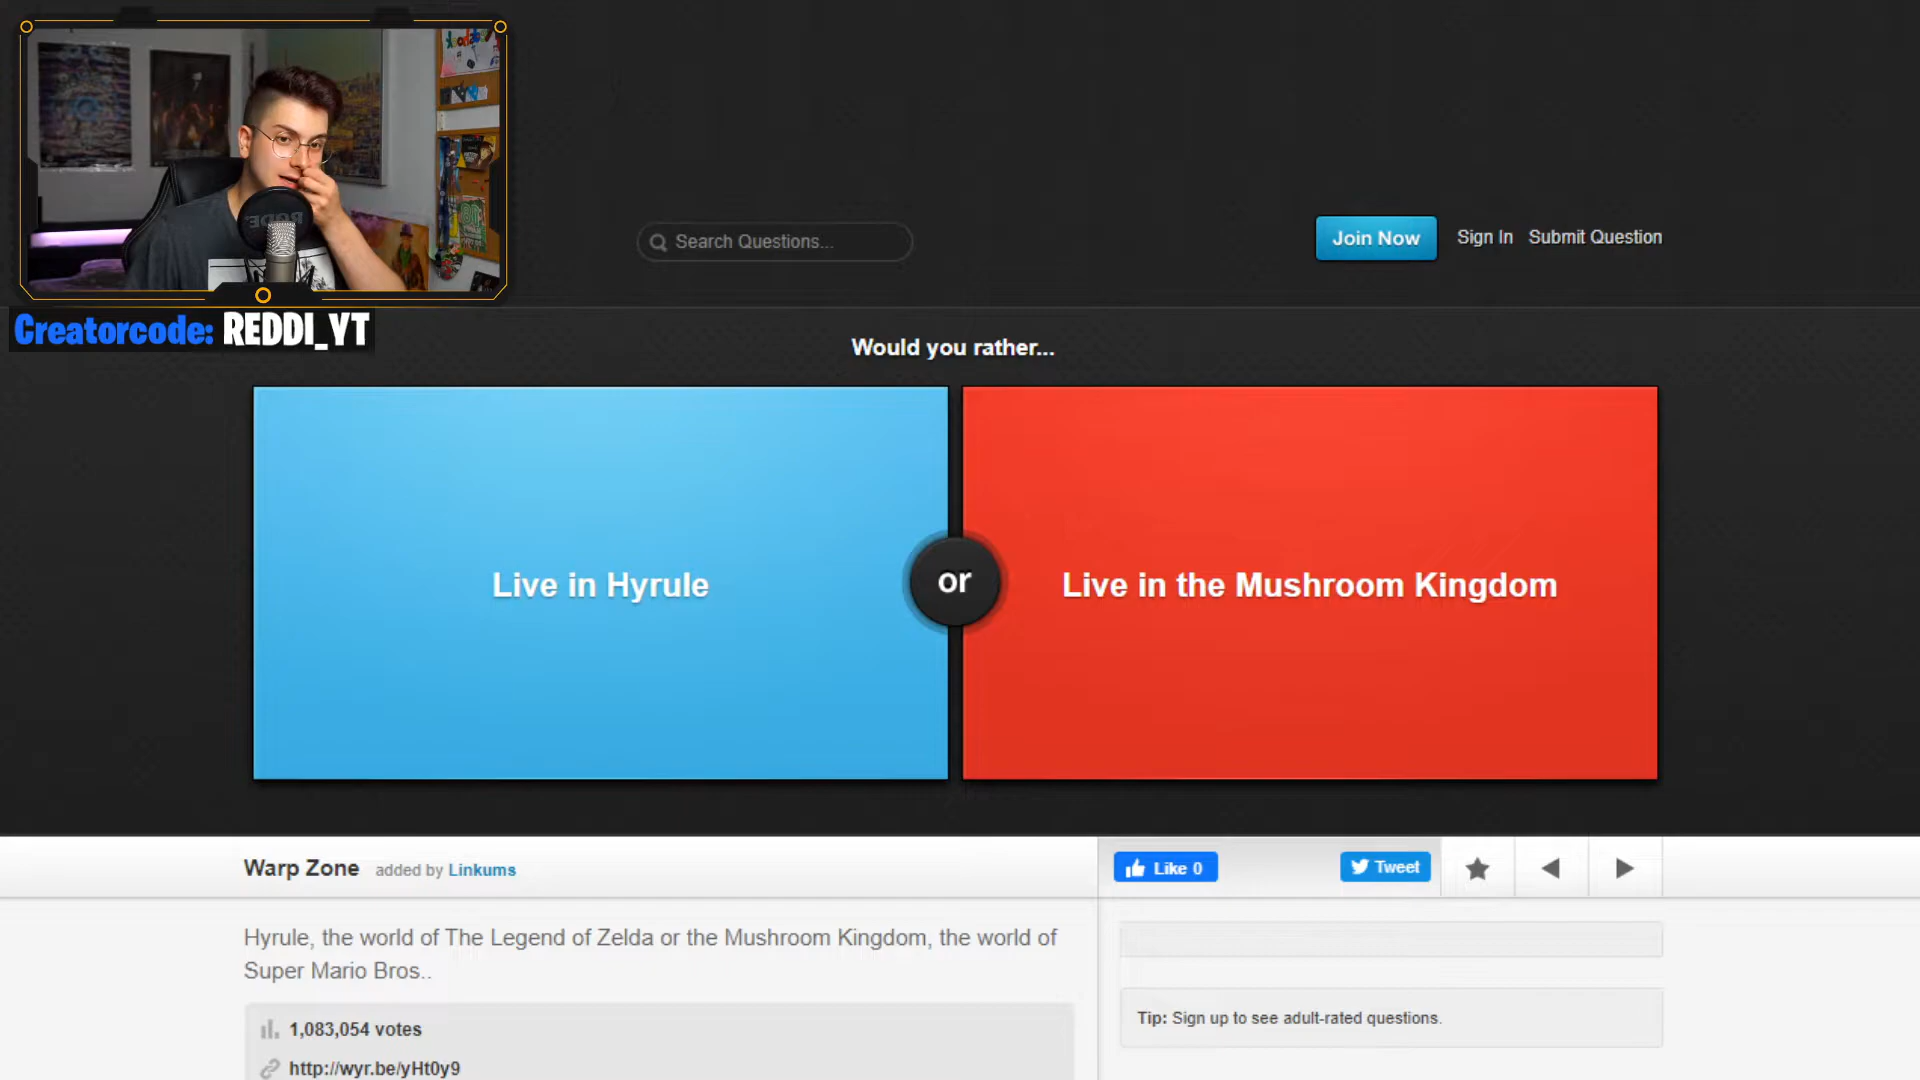 Search Questions...
Join Now
Sign In
Submit Question
Creatorcode: REDDI_YT
Would you rather...
Live in Hyrule
or
Live in the Mushroom Kingdom
Warp Zone added by Linkums
Like 0
Tweet
Hyrule, the world of The Legend of Zelda or the Mushroom Kingdom, the world of
Super Mario Bros..
1,083,054 votes
http://wyr.be/yHt0y9
Tip: Sign up to see adult-rated questions.